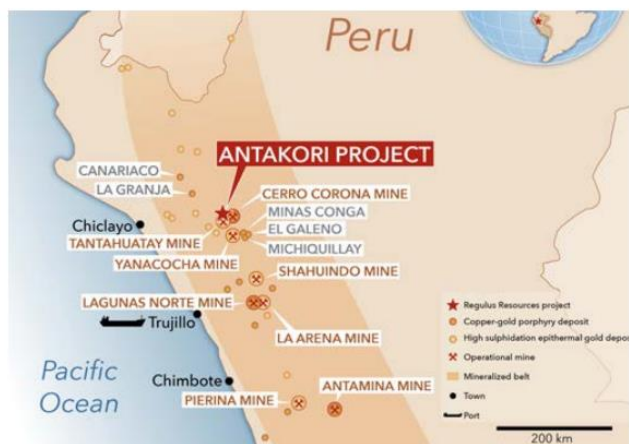 Peru
ANTAKORI PROJECT
CANARIACO
LA GRANJA
CERRO CORONA MINE
MINAS CONGA
EL GALENO
MICHIQUILLAY
Chiclayo
TANTAHUATAY MINE
YANACOCHA MINE
SHAHUINDO MINE
LAGUNAS NORTE MINE
Trujillo
LA ARENA MINE
Chimbote
PIERINA MINE
ANTAMINA MINE
Pacific
Ocean
Regulus Resources project
Copper-gold porphyry deposit
High sulphidation epithermal gold depos
Operational mine
Mineralized belt
Town
Port
200 km